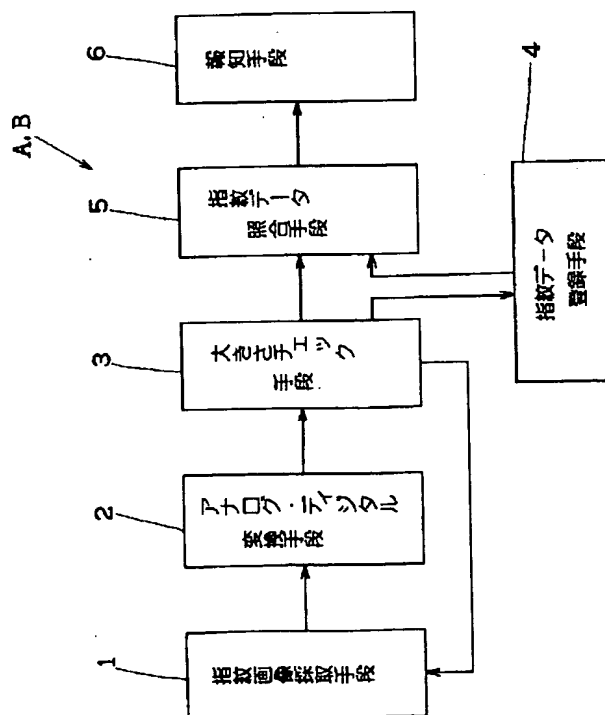 A,B
1
指紋画像採取手段
2
アナログ・ディジタル
変換手段
3
大きさチェック
手段
4
指紋データ
登録手段
5
指紋データ
照合手段
6
報知手段